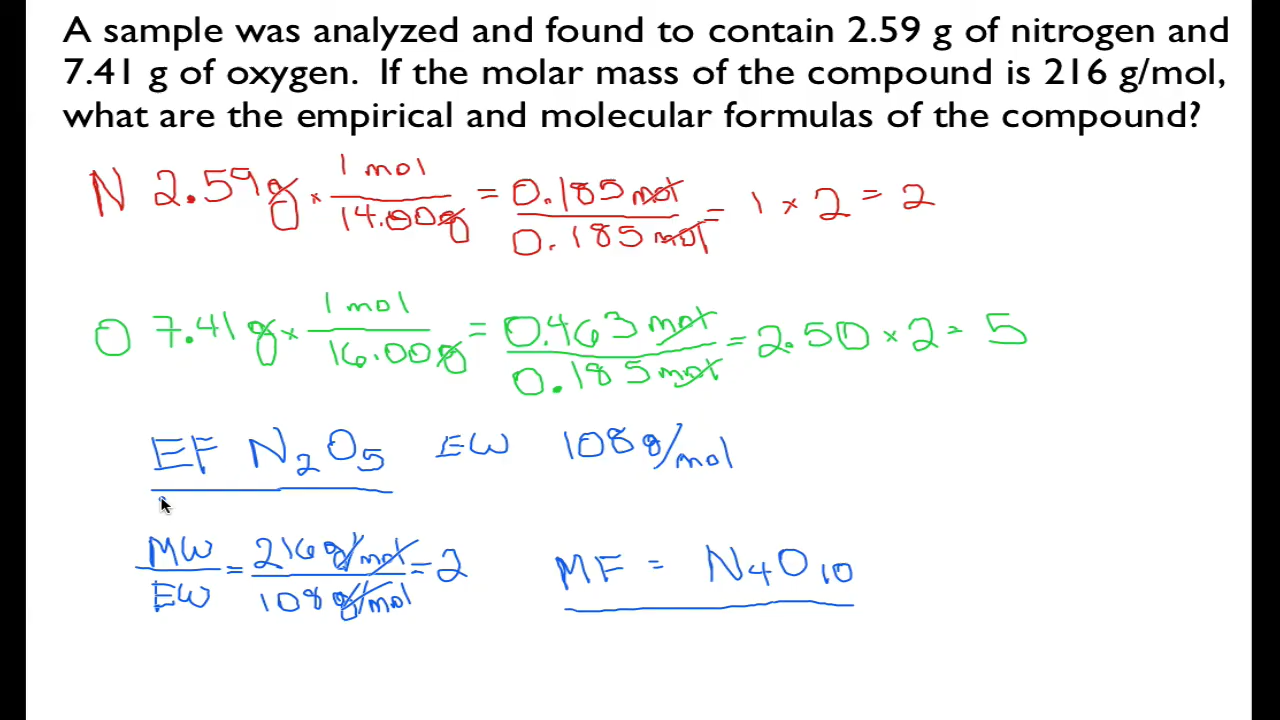 A sample was analyzed and found to contain 2.59 g of nitrogen and
7.41 g of oxygen. If the molar mass of the compound is 216 g/mol,
what are the empirical and molecular formulas of the compound?
N 2.59g × 1 mol / 14.00g = 0.185 mol / 0.185 mol = 1 × 2 = 2
O 7.41g × 1 mol / 16.00g = 0.463 mol / 0.185 mol = 2.50 × 2 = 5
EF N₂O₅ EW 108 g/mol
MW / EW = 216 g/mol / 108 g/mol = 2 MF = N₄O₁₀